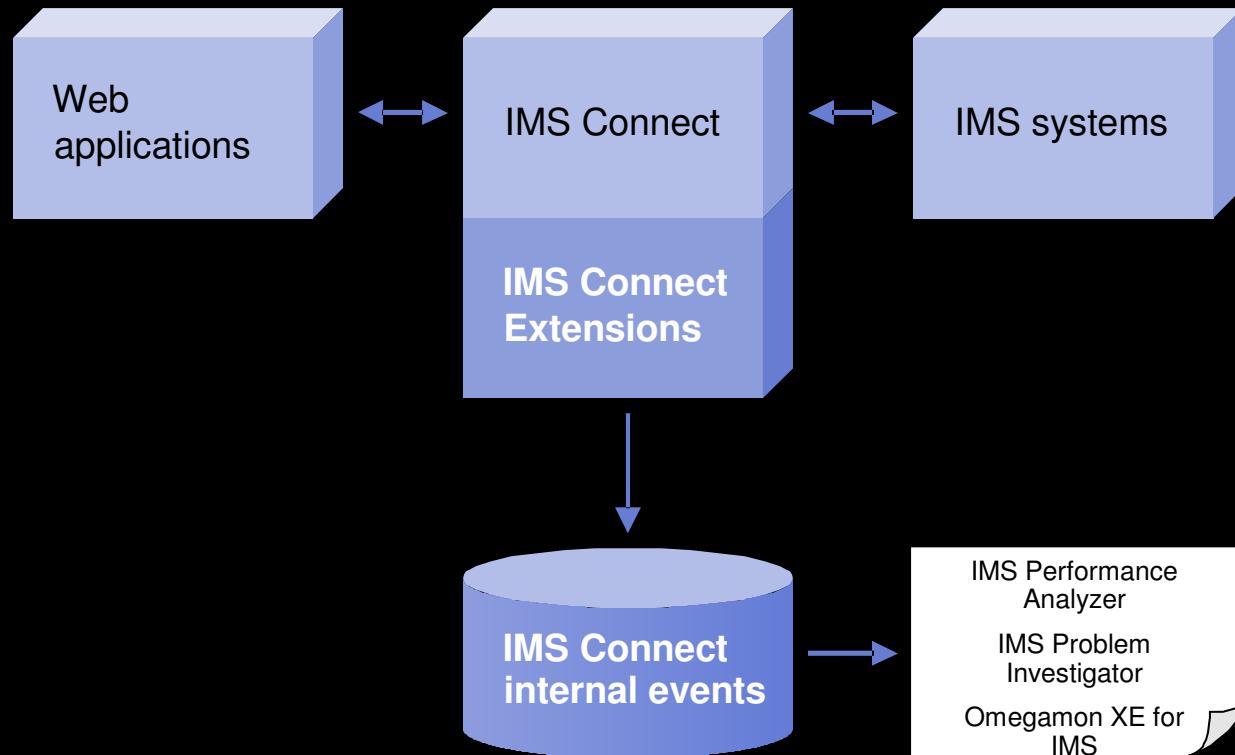 Web
applications
IMS Connect
IMS systems
IMS Connect
Extensions
IMS Connect
internal events
IMS Performance
Analyzer
IMS Problem
Investigator
Omegamon XE for
IMS